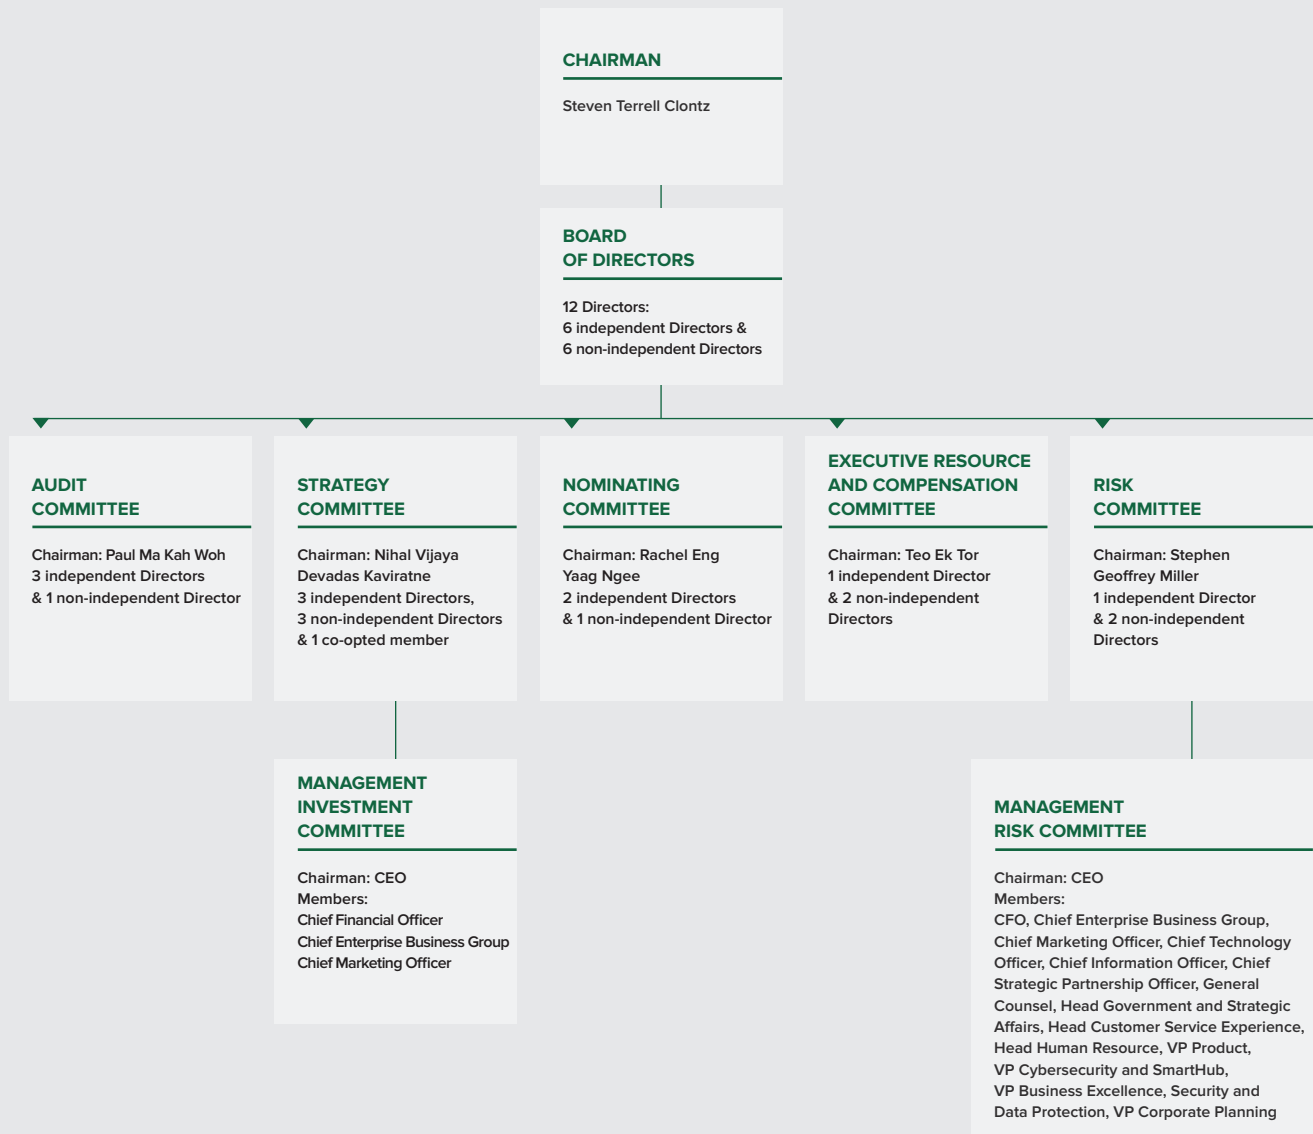 CHAIRMAN
Steven Terrell Clontz
BOARD
OF DIRECTORS
12 Directors:
6 independent Directors &
6 non-independent Directors
AUDIT
COMMITTEE
Chairman: Paul Ma Kah Woh
3 independent Directors
& 1 non-independent Director
STRATEGY
COMMITTEE
Chairman: Nihal Vijaya
Devadas Kaviratne
3 independent Directors,
3 non-independent Directors
& 1 co-opted member
NOMINATING
COMMITTEE
Chairman: Rachel Eng
Yaag Ngee
2 independent Directors
& 1 non-independent Director
EXECUTIVE RESOURCE
AND COMPENSATION
COMMITTEE
Chairman: Teo Ek Tor
1 independent Director
& 2 non-independent
Directors
RISK
COMMITTEE
Chairman: Stephen
Geoffrey Miller
1 independent Director
& 2 non-independent
Directors
MANAGEMENT
INVESTMENT
COMMITTEE
Chairman: CEO
Members:
Chief Financial Officer
Chief Enterprise Business Group
Chief Marketing Officer
MANAGEMENT
RISK COMMITTEE
Chairman: CEO
Members:
CFO, Chief Enterprise Business Group,
Chief Marketing Officer, Chief Technology
Officer, Chief Information Officer, Chief
Strategic Partnership Officer, General
Counsel, Head Government and Strategic
Affairs, Head Customer Service Experience,
Head Human Resource, VP Product,
VP Cybersecurity and SmartHub,
VP Business Excellence, Security and
Data Protection, VP Corporate Planning